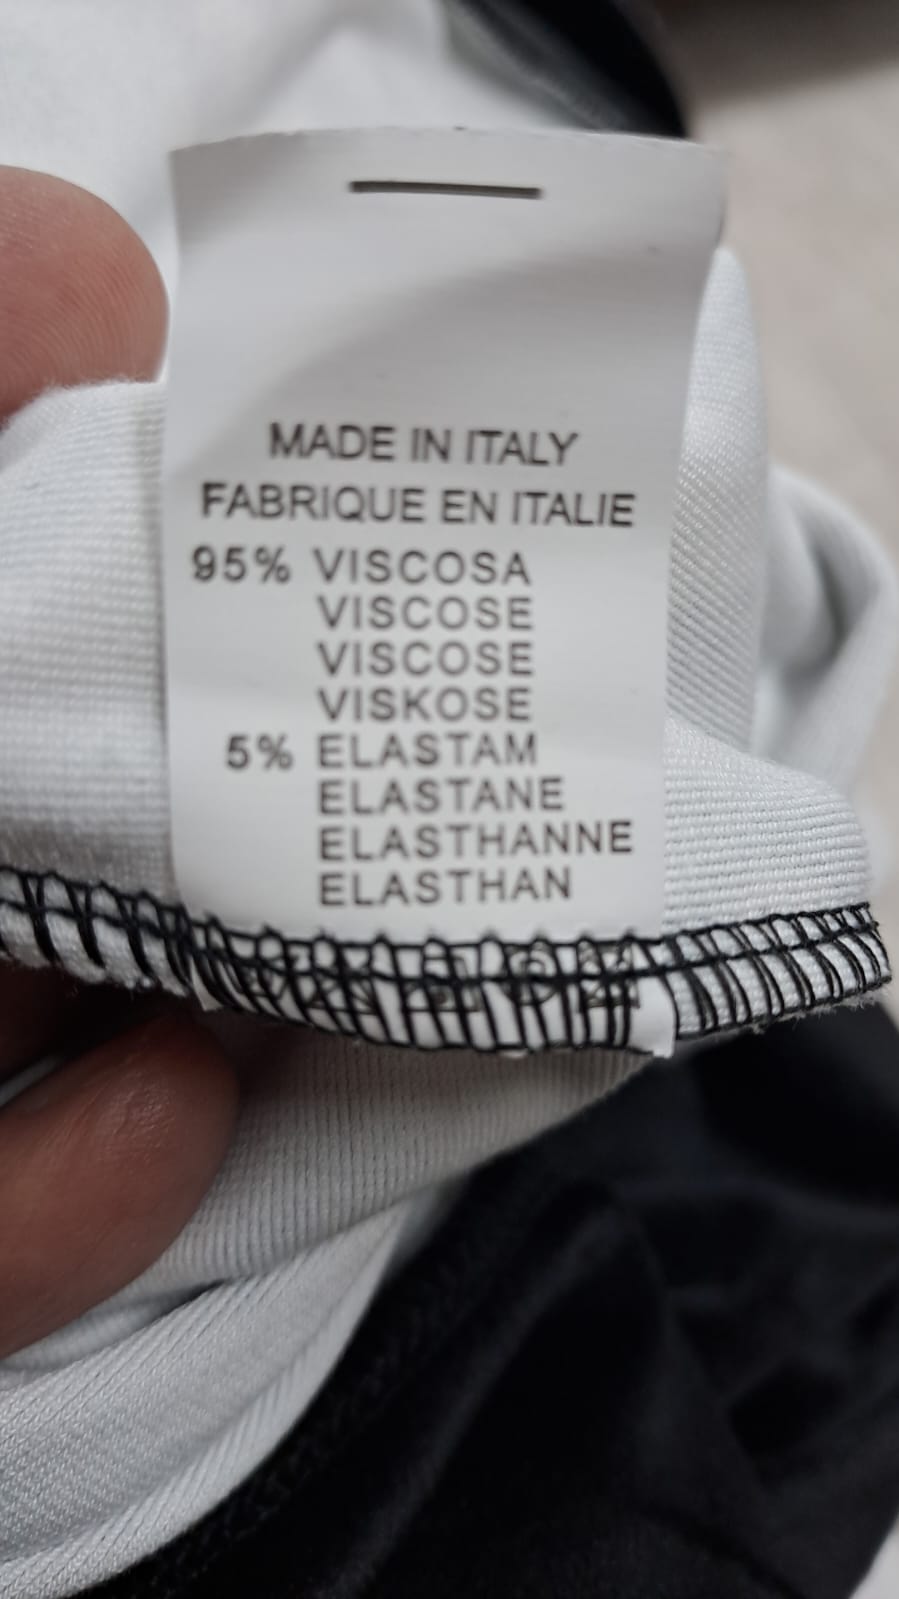 MADE IN ITALY
FABRIQUE EN ITALIE
95% VISCOSA
VISCOSE
VISCOSE
VISKOSE
5% ELASTAM
ELASTANE
ELASTHANNE
ELASTHAN